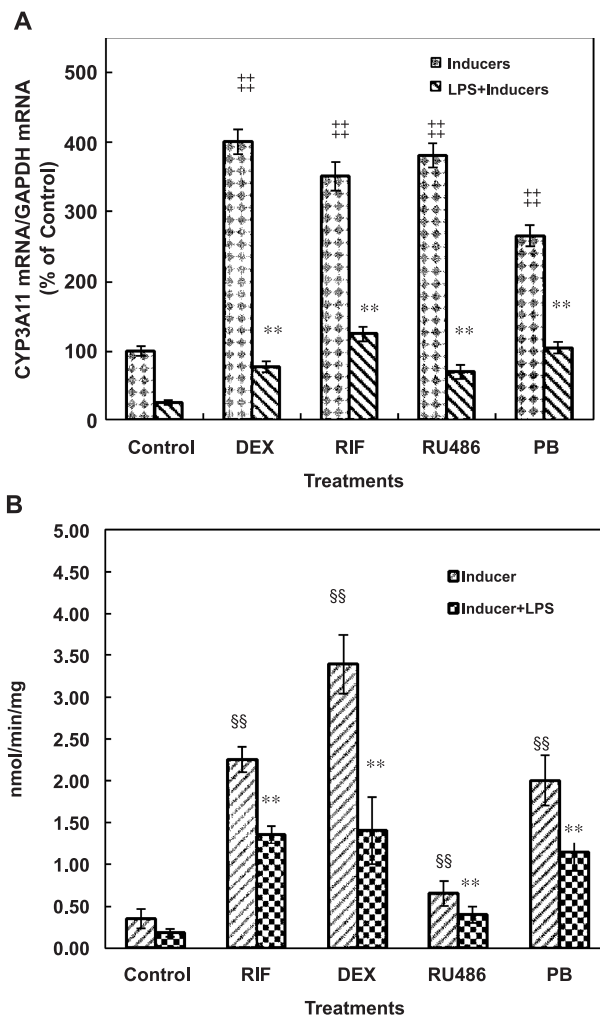 A
CYP3A11 mRNA/GAPDH mRNA
(% of Control)
500
400
300
200
100
0
Inducers
LPS+Inducers
‡‡
‡‡
‡‡
‡‡
**
**
**
**
Control DEX RIF RU486 PB
Treatments
B
nmol/min/mg
5.00
4.50
4.00
3.50
3.00
2.50
2.00
1.50
1.00
0.50
0.00
Inducer
Inducer+LPS
§§
§§
§§
§§
**
**
**
**
Control RIF DEX RU486 PB
Treatments